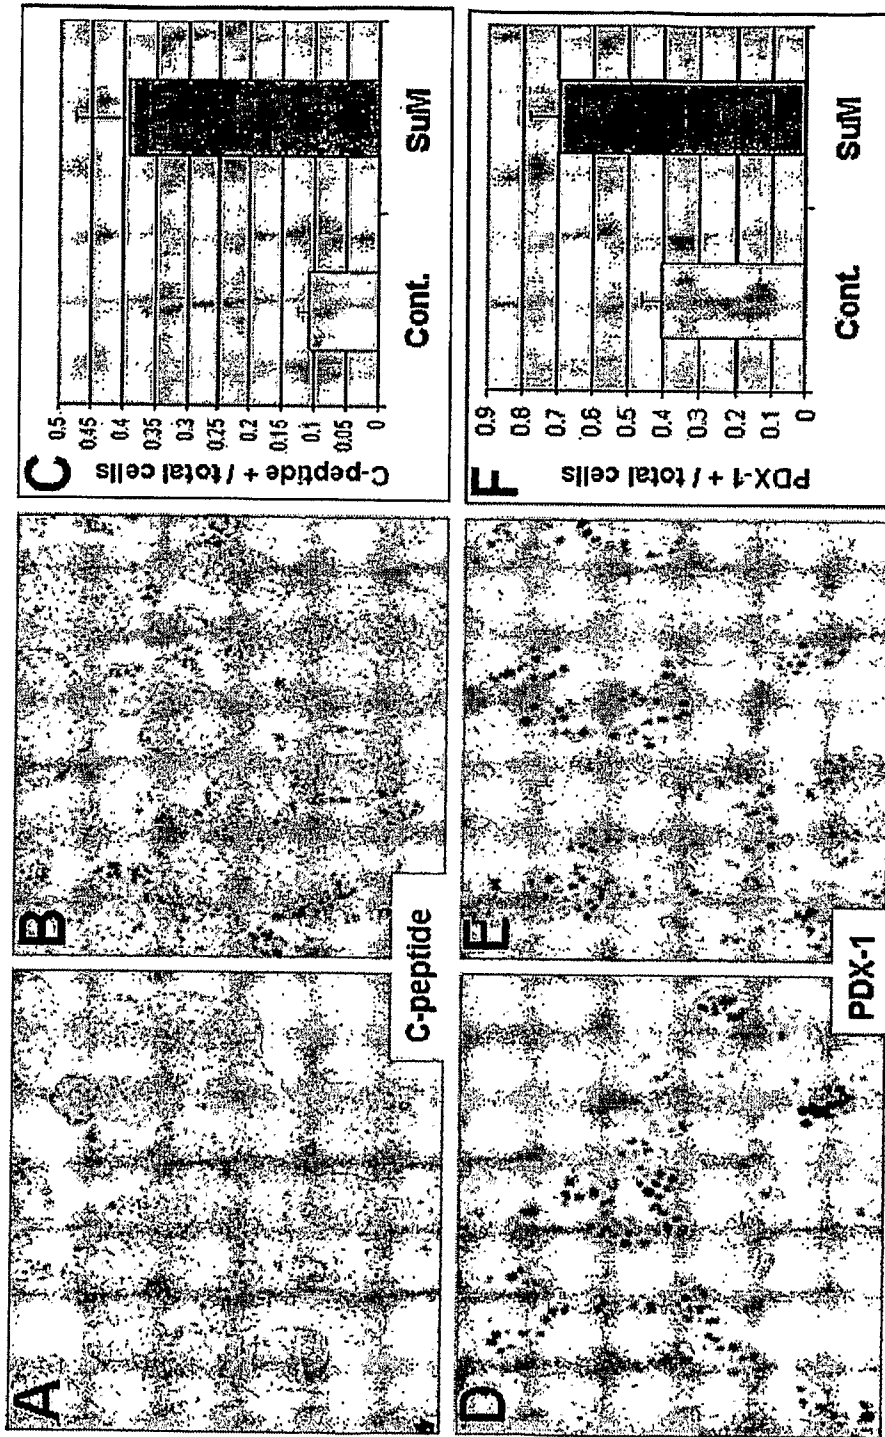 A
B
C-peptide
C
C-peptide + / total cells
0.5
0.45
0.4
0.35
0.3
0.25
0.2
0.15
0.1
0.05
0
Cont.
SuM
D
E
PDX-1
F
PDX-1 + / total cells
0.9
0.8
0.7
0.6
0.5
0.4
0.3
0.2
0.1
0
Cont.
SuM